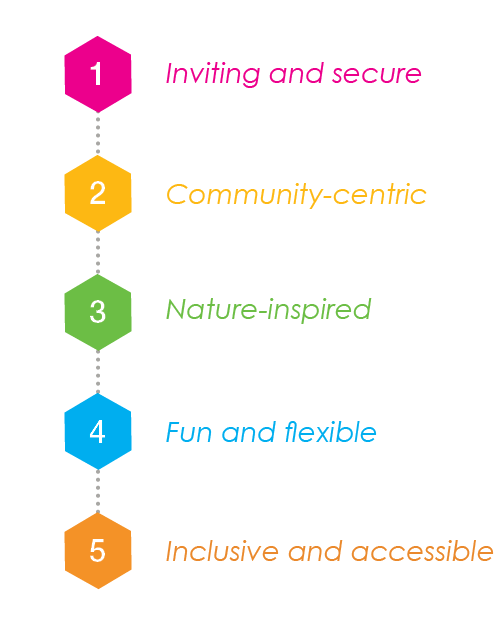 1 Inviting and secure
2 Community-centric
3 Nature-inspired
4 Fun and flexible
5 Inclusive and accessible